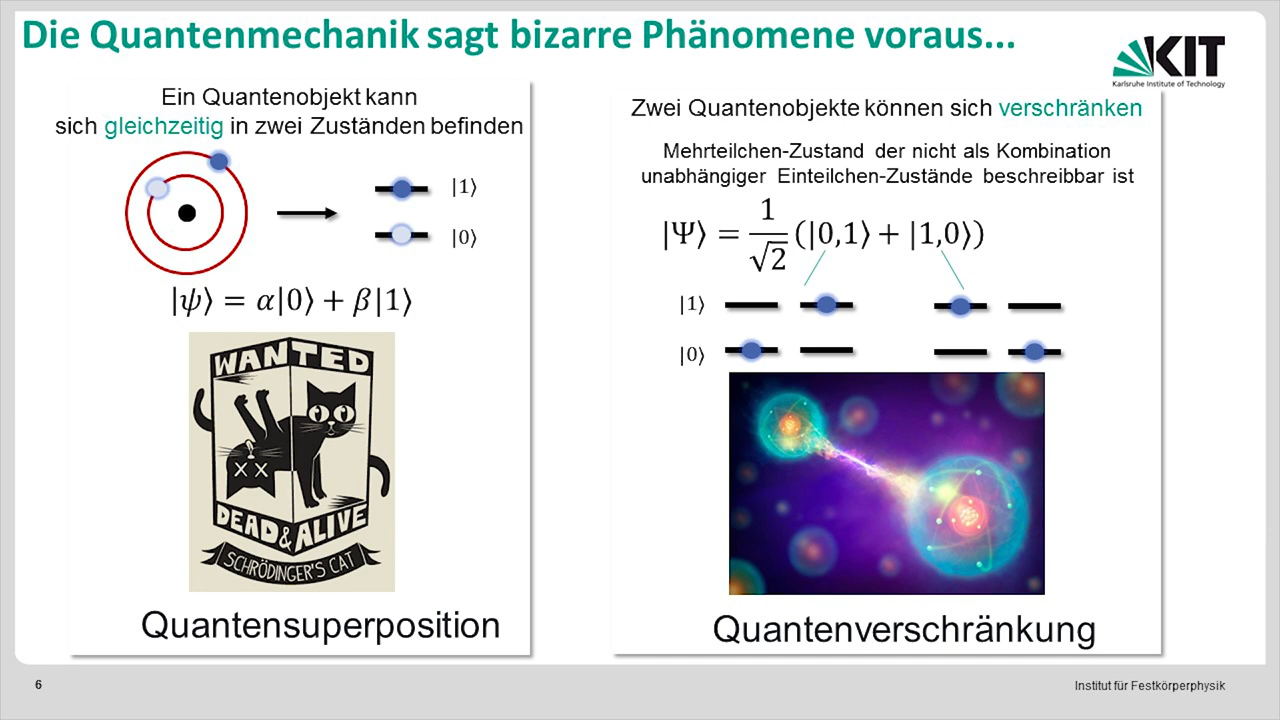 Die Quantenmechanik sagt bizarre Phänomene voraus...
KIT
Karlsruhe Institute of Technology
Ein Quantenobjekt kann
sich gleichzeitig in zwei Zuständen befinden
|1⟩
|0⟩
|ψ⟩ = α|0⟩ + β|1⟩
WANTED
DEAD & ALIVE
SCHRÖDINGER'S CAT
Quantensuperposition
Zwei Quantenobjekte können sich verschränken
Mehrteilchen-Zustand der nicht als Kombination
unabhängiger Einteilchen-Zustände beschreibbar ist
|Ψ⟩ = 1/√2 (|0,1⟩ + |1,0⟩)
|1⟩
|0⟩
Quantenverschränkung
6
Institut für Festkörperphysik